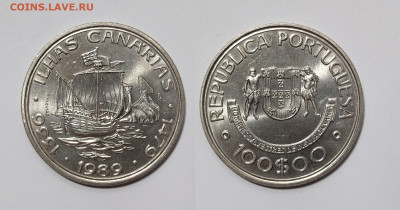 COINS.LAVE.RU
ILHAS CANARIAS
1336 · 1479
· 1989 ·
REPUBLICA PORTUGUESA
100$00